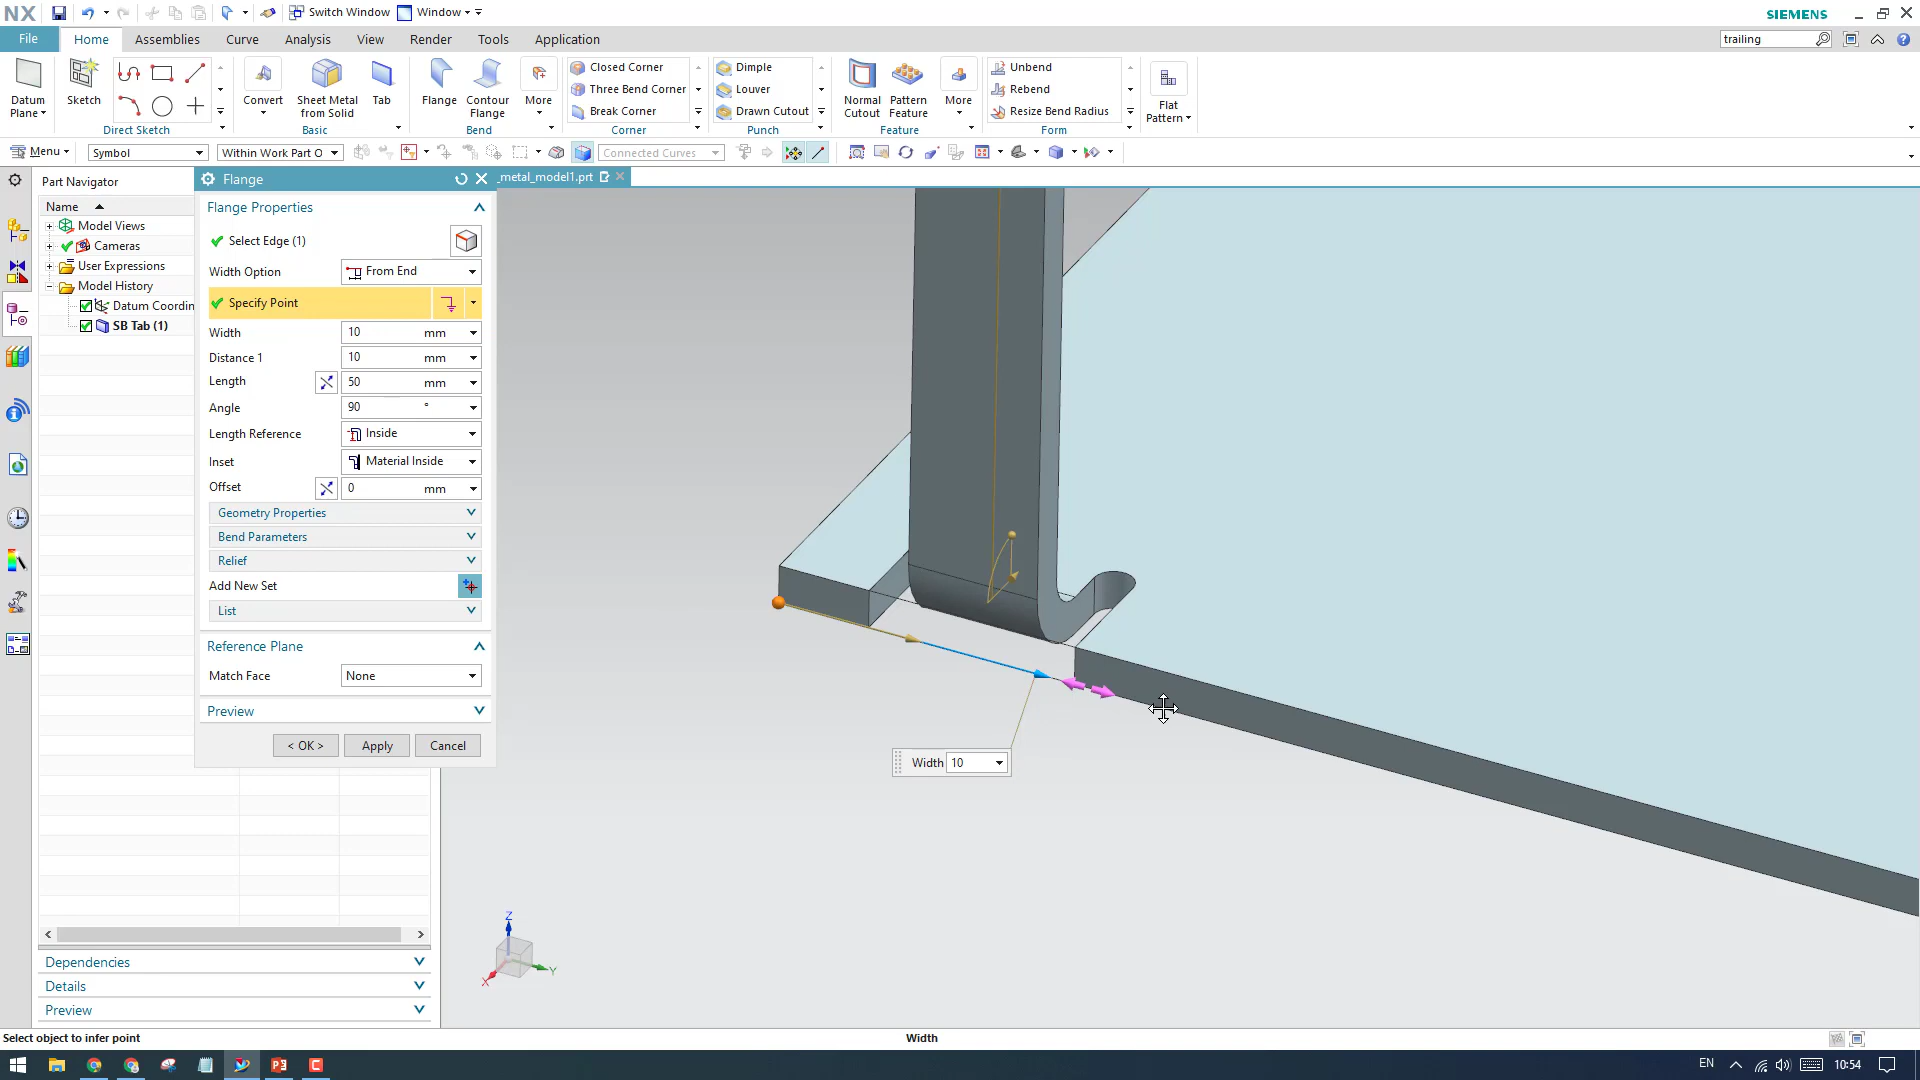 NX
Switch Window
Window
SIEMENS
File
Home
Assemblies
Curve
Analysis
View
Render
Tools
Application
trailing
Datum Plane
Sketch
Direct Sketch
Convert
Sheet Metal from Solid
Tab
Basic
Flange
Contour Flange
More
Bend
Closed Corner
Three Bend Corner
Break Corner
Corner
Dimple
Louver
Drawn Cutout
Punch
Normal Cutout
Pattern Feature
More
Feature
Unbend
Rebend
Resize Bend Radius
Form
Flat Pattern
Menu
Symbol
Within Work Part O
Connected Curves
Part Navigator
Name
Model Views
Cameras
User Expressions
Model History
Datum Coordin
SB Tab (1)
Dependencies
Details
Preview
Flange
_metal_model1.prt
Flange Properties
Select Edge (1)
Width Option
From End
Specify Point
Width 10 mm
Distance 1 10 mm
Length 50 mm
Angle 90 °
Length Reference Inside
Inset Material Inside
Offset 0 mm
Geometry Properties
Bend Parameters
Relief
Add New Set
List
Reference Plane
Match Face None
Preview
< OK >
Apply
Cancel
Width 10
Z
X
Y
Select object to infer point
Width
EN
10:54